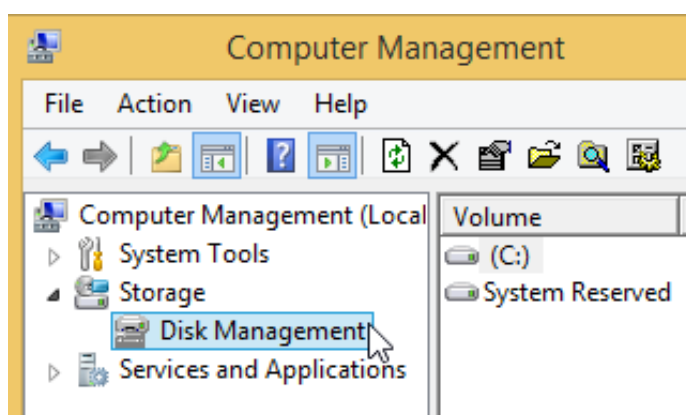 Computer Management
File Action View Help
Computer Management (Local
System Tools
Storage
Disk Management
Services and Applications
Volume
(C:)
System Reserved